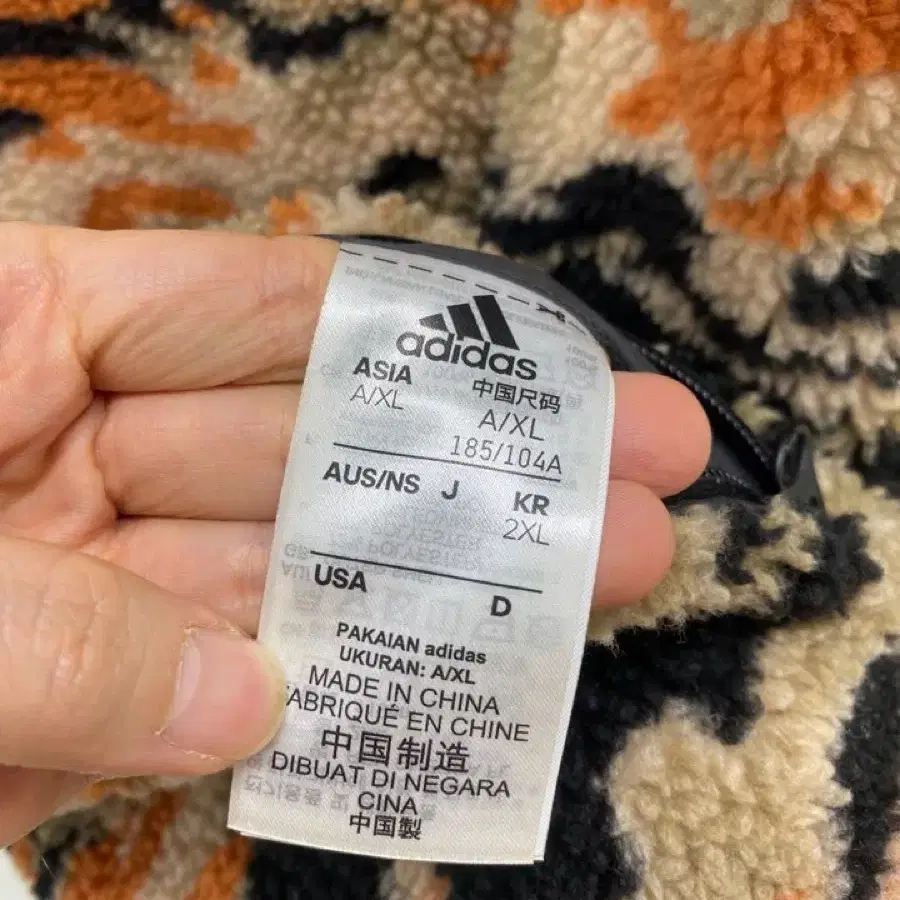 adidas
ASIA 中国尺码
A/XL A/XL
185/104A
AUS/NS J KR
2XL
USA D
PAKAIAN adidas
UKURAN: A/XL
MADE IN CHINA
FABRIQUÉ EN CHINE
中国制造
DIBUAT DI NEGARA
CINA
中国製